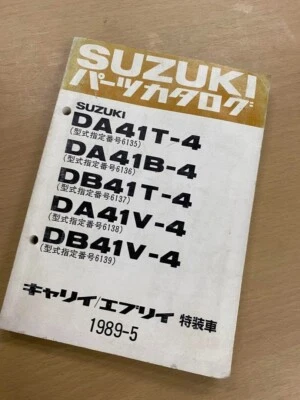 SUZUKI
パーツカタログ
SUZUKI
DA41T-4
(型式指定番号6135)
DA41B-4
(型式指定番号6136)
DB41T-4
(型式指定番号6137)
DA41V-4
(型式指定番号6138)
DB41V-4
(型式指定番号6139)
キャリイ/エブリイ 特装車
1989-5